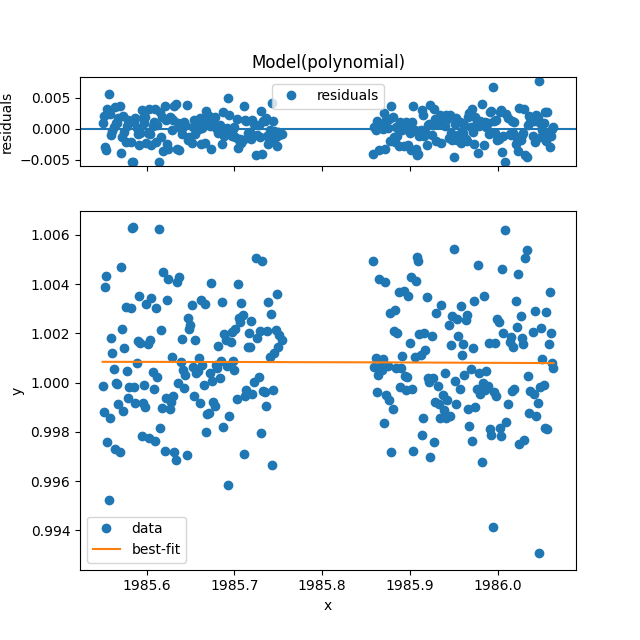 Model(polynomial)
residuals
0.005
0.000
−0.005
residuals
1.006
1.004
1.002
1.000
0.998
0.996
0.994
y
data
best-fit
1985.6 1985.7 1985.8 1985.9 1986.0
x